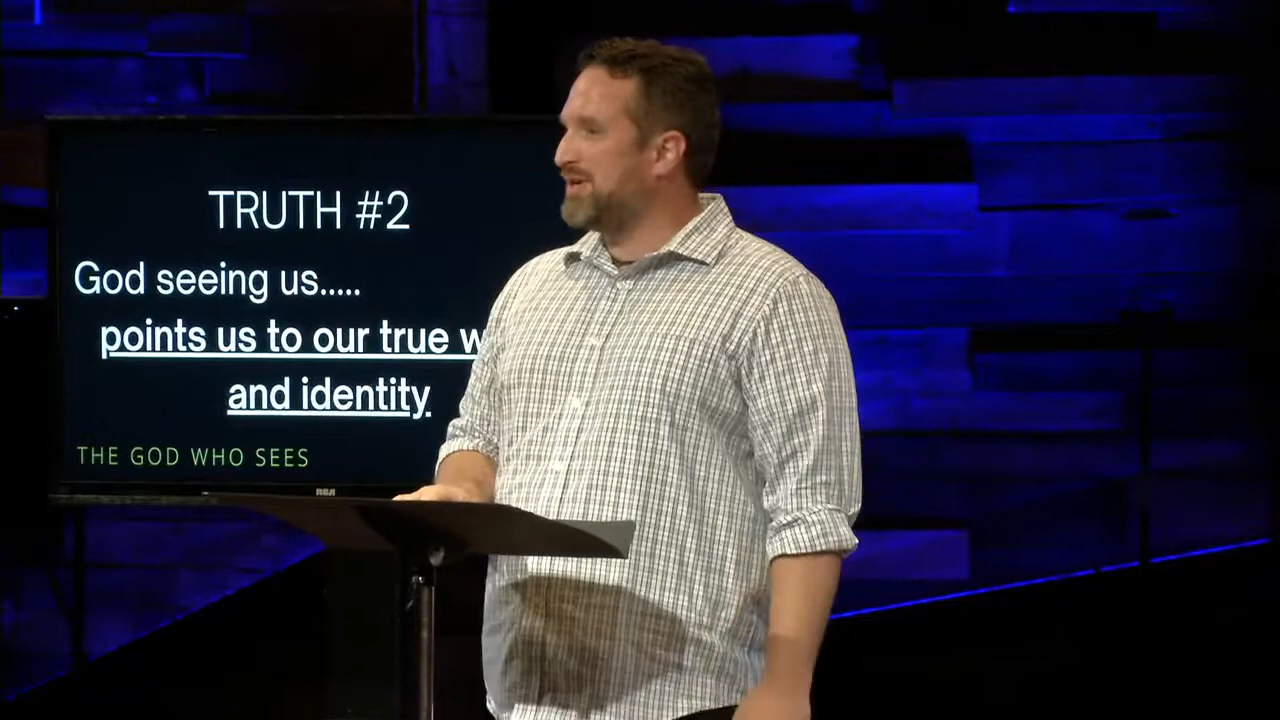 TRUTH #2
God seeing us.....
points us to our true
and identity
THE GOD WHO SEES
RCA